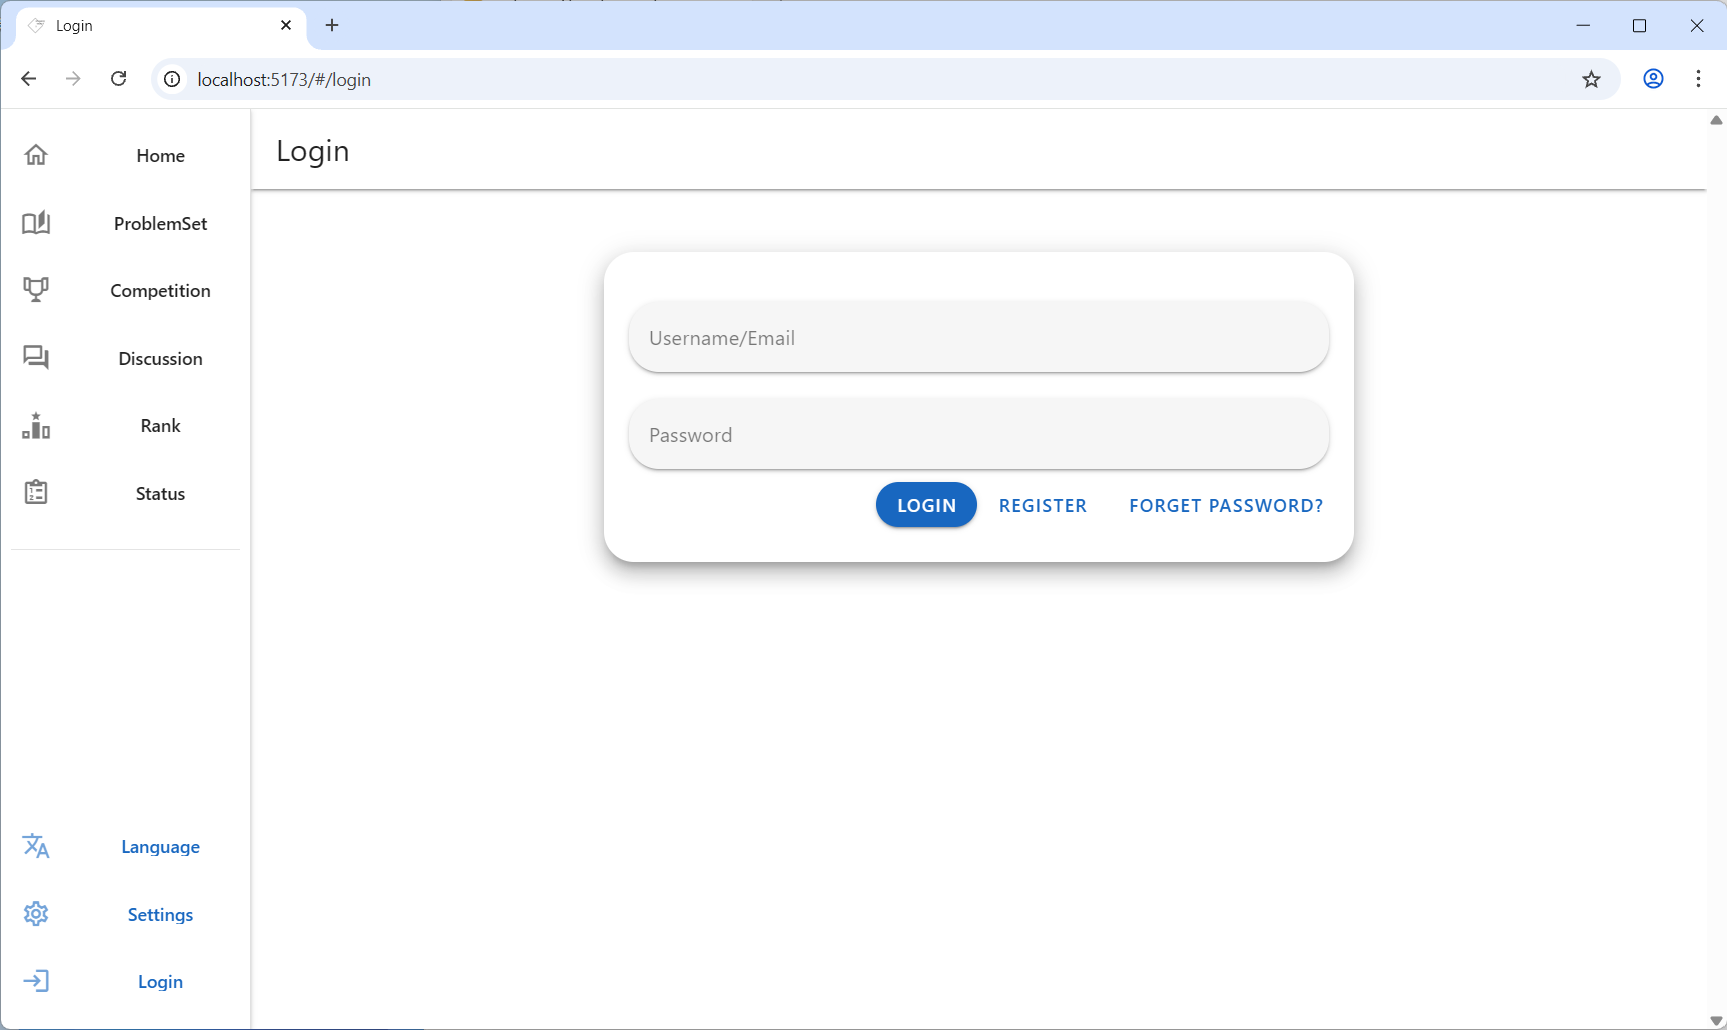 Login
localhost:5173/#/login
Home
ProblemSet
Competition
Discussion
Rank
Status
Language
Settings
Login
Login
Username/Email
Password
LOGIN REGISTER FORGET PASSWORD?